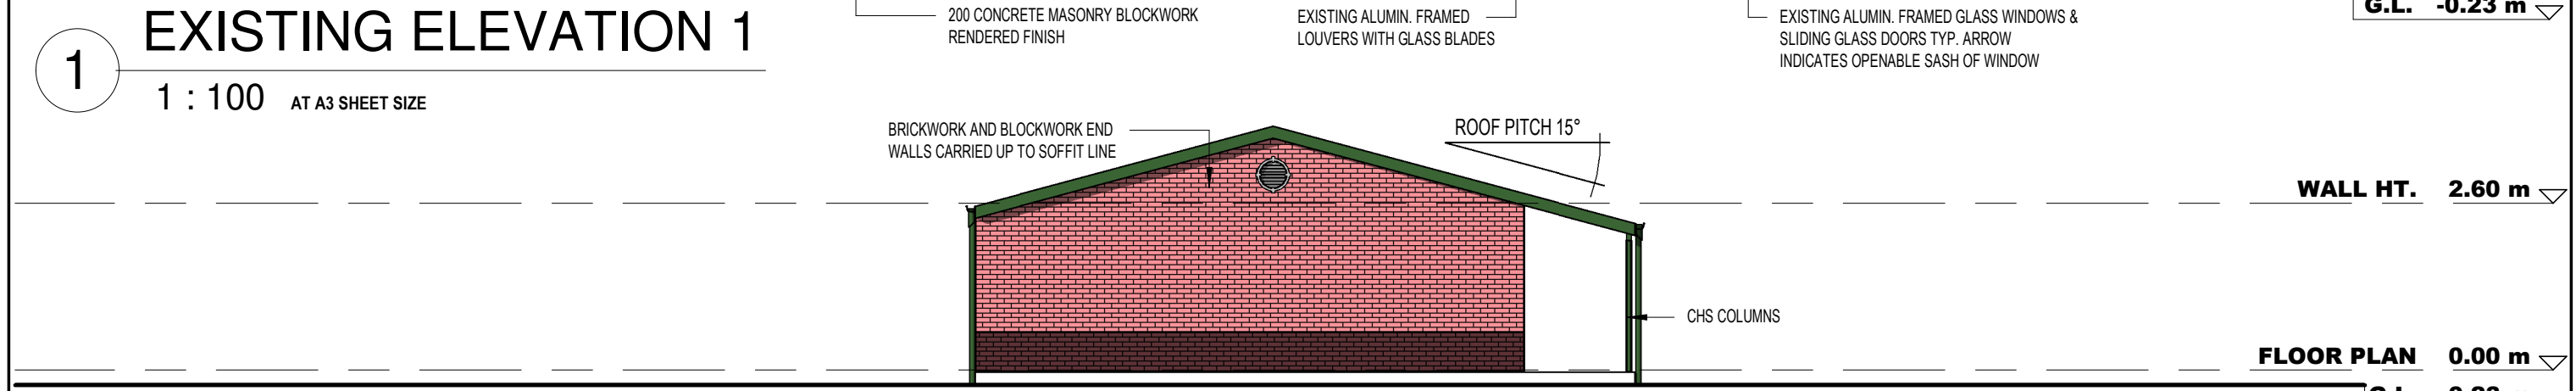 200 CONCRETE MASONRY BLOCKWORK
RENDERED FINISH
EXISTING ALUMIN. FRAMED
LOUVERS WITH GLASS BLADES
EXISTING ALUMIN. FRAMED GLASS WINDOWS &
SLIDING GLASS DOORS TYP. ARROW
INDICATES OPENABLE SASH OF WINDOW
G.L. -0.23 m
1
EXISTING ELEVATION 1
1 : 100 AT A3 SHEET SIZE
BRICKWORK AND BLOCKWORK END
WALLS CARRIED UP TO SOFFIT LINE
ROOF PITCH 15°
WALL HT. 2.60 m
CHS COLUMNS
FLOOR PLAN 0.00 m